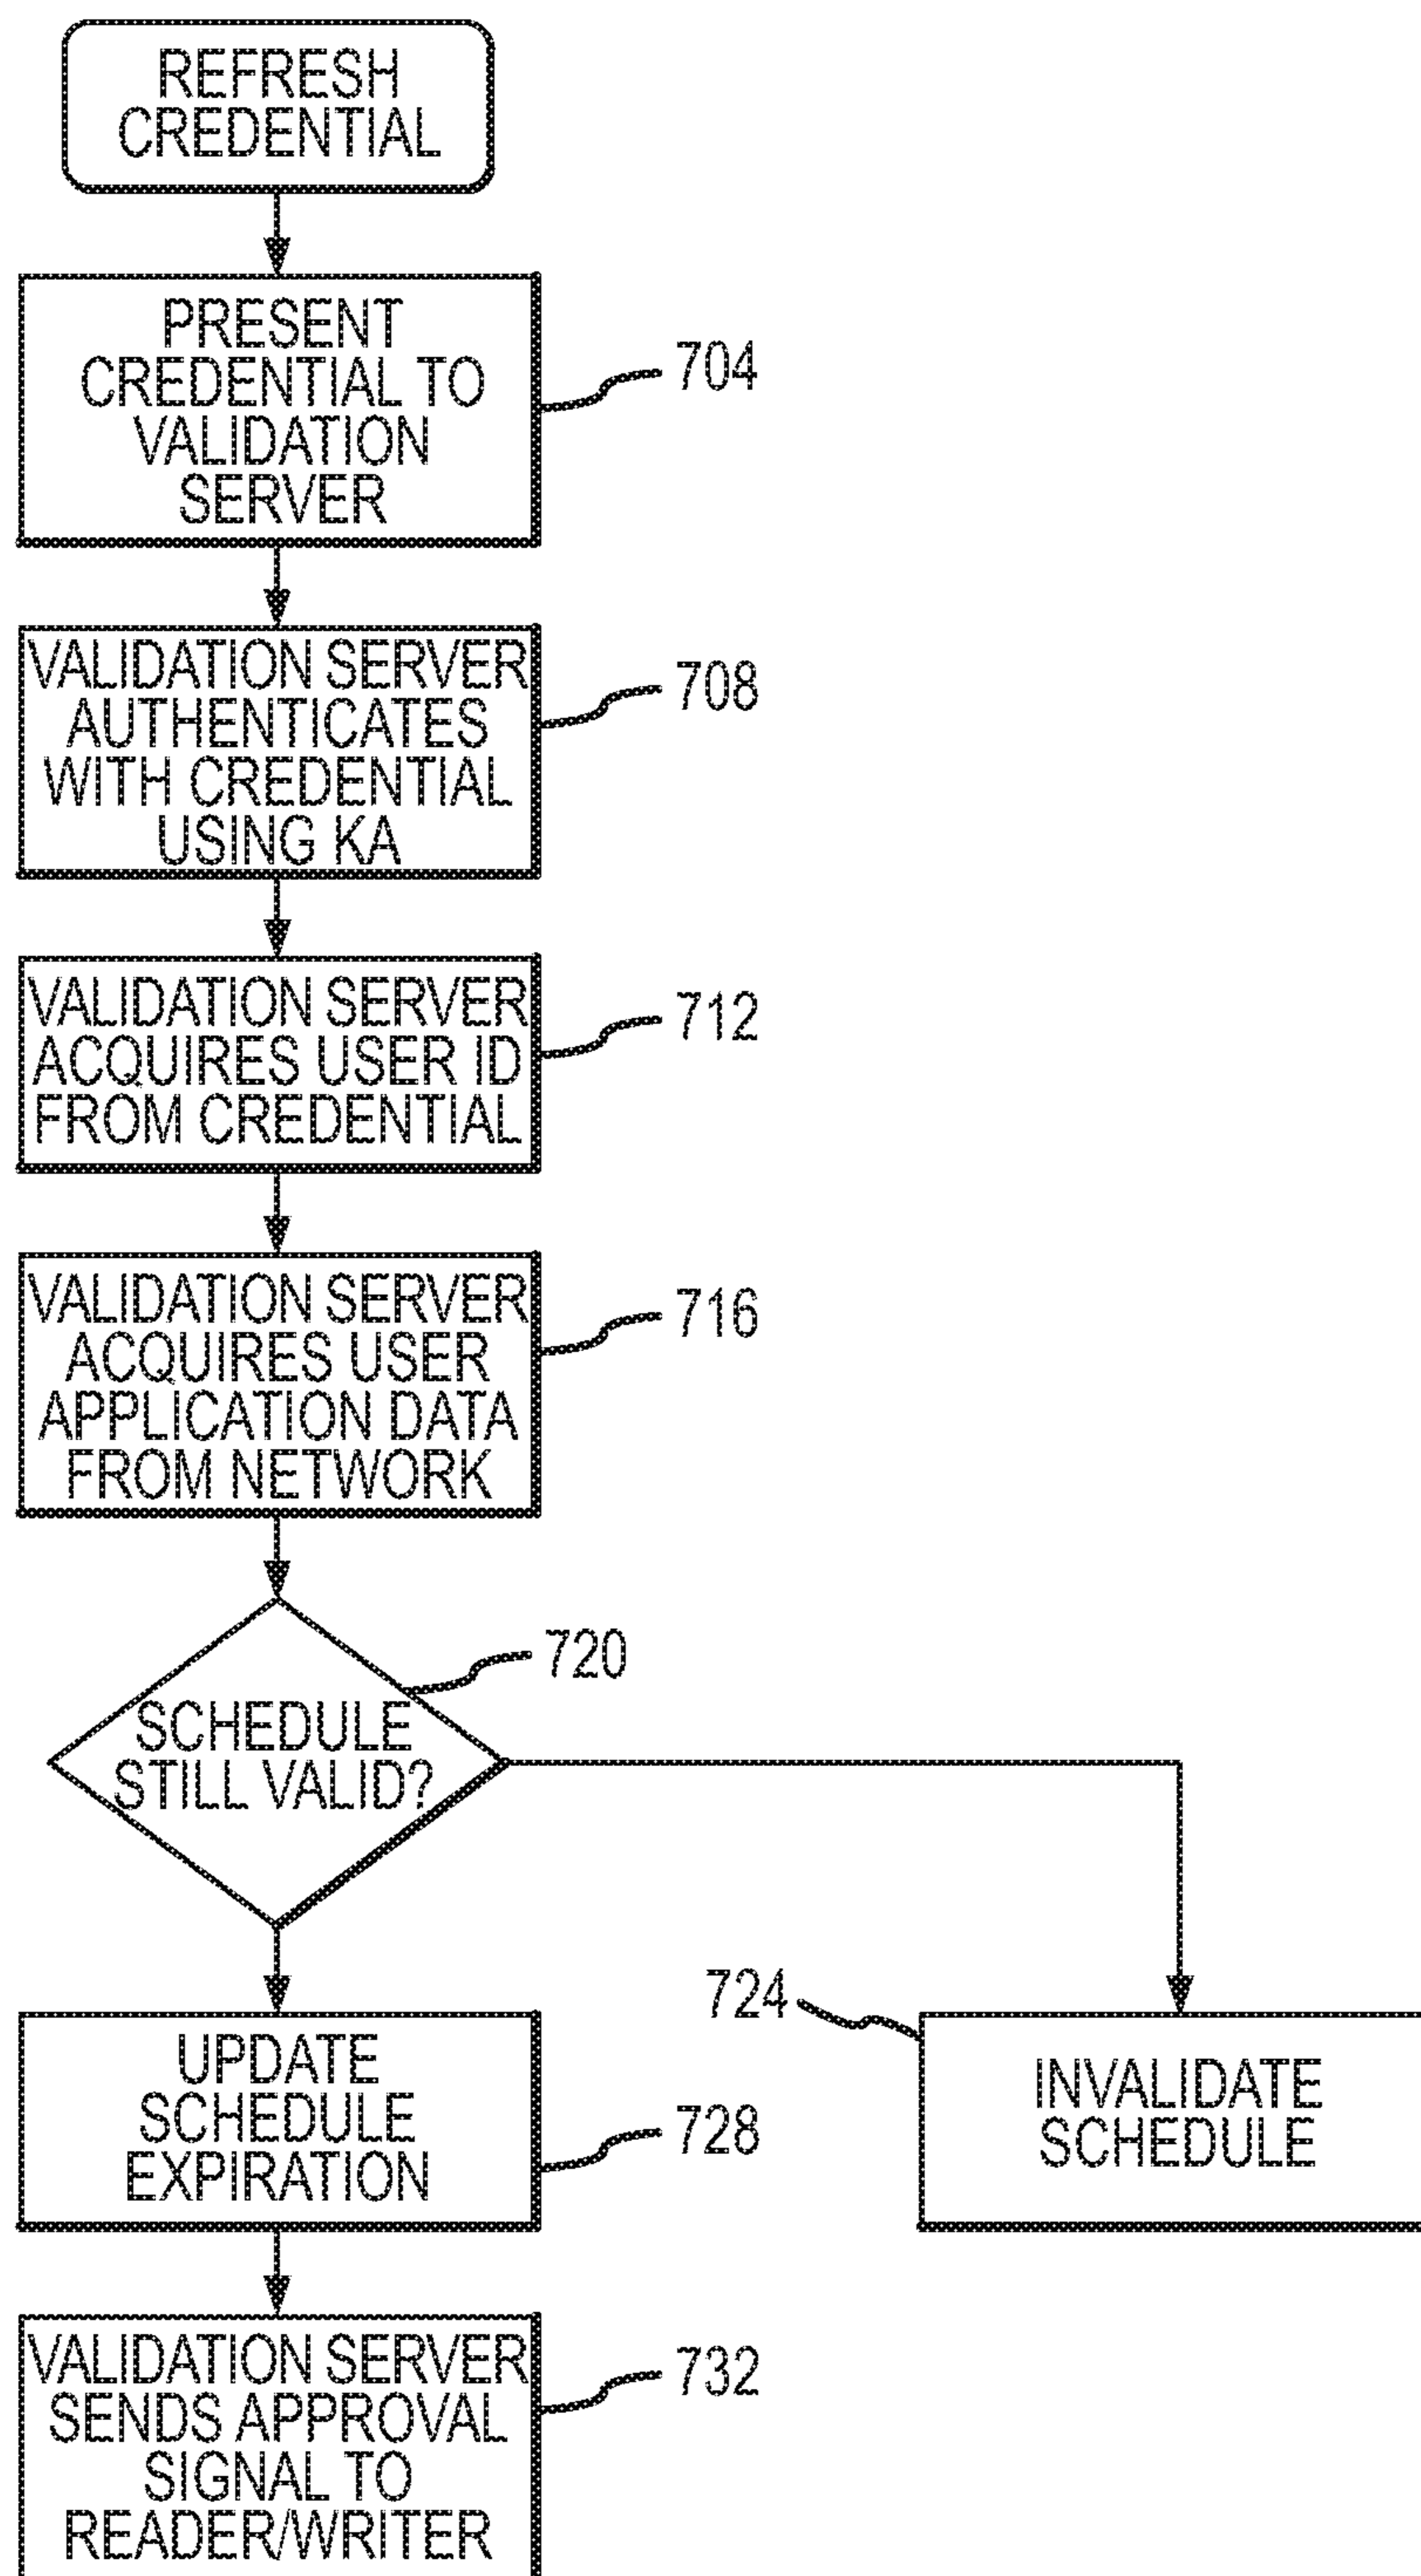 REFRESH
CREDENTIAL
PRESENT
CREDENTIAL TO
VALIDATION
SERVER
704
VALIDATION SERVER
AUTHENTICATES
WITH CREDENTIAL
USING KA
708
VALIDATION SERVER
ACQUIRES USER ID
FROM CREDENTIAL
712
VALIDATION SERVER
ACQUIRES USER
APPLICATION DATA
FROM NETWORK
716
SCHEDULE
STILL VALID?
720
724
INVALIDATE
SCHEDULE
UPDATE
SCHEDULE
EXPIRATION
728
VALIDATION SERVER
SENDS APPROVAL
SIGNAL TO
READER/WRITER
732